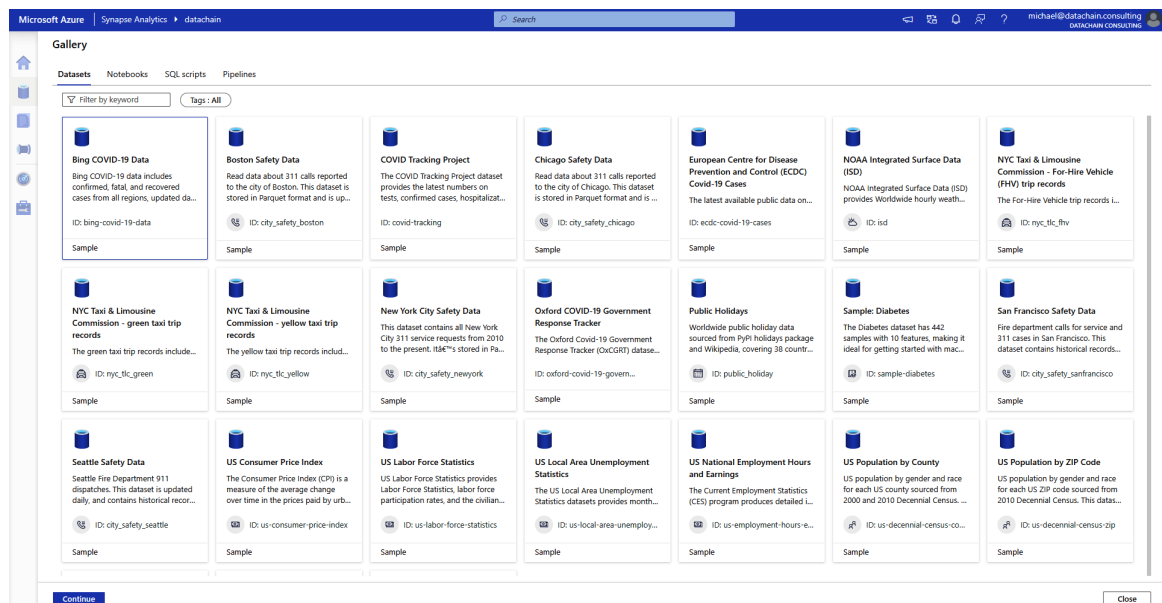 Microsoft Azure Synapse Analytics datachain Search ? michael@datachain.consulting
DATACHAIN CONSULTING
Gallery
Datasets Notebooks SQL scripts Pipelines
Filter by keyword Tags : All
Bing COVID-19 Data
Bing COVID-19 data includes
confirmed, fatal, and recovered
cases from all regions, updated da...
ID: bing-covid-19-data
Sample
Boston Safety Data
Read data about 311 calls reported
to the city of Boston. This dataset is
stored in Parquet format and is up...
ID: city_safety_boston
Sample
COVID Tracking Project
The COVID Tracking Project dataset
provides the latest numbers on
tests, confirmed cases, hospitalizat...
ID: covid-tracking
Sample
Chicago Safety Data
Read data about 311 calls reported
to the city of Chicago. This dataset
is stored in Parquet format and is ...
ID: city_safety_chicago
Sample
European Centre for Disease
Prevention and Control (ECDC)
Covid-19 Cases
The latest available public data on...
ID: ecdc-covid-19-cases
Sample
NOAA Integrated Surface Data
(ISD)
NOAA Integrated Surface Data (ISD)
provides Worldwide hourly weath...
ID: isd
Sample
NYC Taxi & Limousine
Commission - For-Hire Vehicle
(FHV) trip records
The For-Hire Vehicle trip records i...
ID: nyc_tlc_fhv
Sample
NYC Taxi & Limousine
Commission - green taxi trip
records
The green taxi trip records include...
ID: nyc_tlc_green
Sample
NYC Taxi & Limousine
Commission - yellow taxi trip
records
The yellow taxi trip records includ...
ID: nyc_tlc_yellow
Sample
New York City Safety Data
This dataset contains all New York
City 311 service requests from 2010
to the present. Itâ€™s stored in Pa...
ID: city_safety_newyork
Sample
Oxford COVID-19 Government
Response Tracker
The Oxford Covid-19 Government
Response Tracker (OxCGRT) datase...
ID: oxford-covid-19-govern...
Sample
Public Holidays
Worldwide public holiday data
sourced from PyPI holidays package
and Wikipedia, covering 38 countr...
ID: public_holiday
Sample
Sample: Diabetes
The Diabetes dataset has 442
samples with 10 features, making it
ideal for getting started with mac...
ID: sample-diabetes
Sample
San Francisco Safety Data
Fire department calls for service and
311 cases in San Francisco. This
dataset contains historical records...
ID: city_safety_sanfrancisco
Sample
Seattle Safety Data
Seattle Fire Department 911
dispatches. This dataset is updated
daily, and contains historical recor...
ID: city_safety_seattle
Sample
US Consumer Price Index
The Consumer Price Index (CPI) is a
measure of the average change
over time in the prices paid by urb...
ID: us-consumer-price-index
Sample
US Labor Force Statistics
US Labor Force Statistics provides
Labor Force Statistics, labor force
participation rates, and the civilian...
ID: us-labor-force-statistics
Sample
US Local Area Unemployment
Statistics
The US Local Area Unemployment
Statistics datasets provides month...
ID: us-local-area-unemploy...
Sample
US National Employment Hours
and Earnings
The Current Employment Statistics
(CES) program produces detailed i...
ID: us-employment-hours-e...
Sample
US Population by County
US population by gender and race
for each US county sourced from
2000 and 2010 Decennial Census. ...
ID: us-decennial-census-co...
Sample
US Population by ZIP Code
US population by gender and race
for each US ZIP code sourced from
2010 Decennial Census. This datas...
ID: us-decennial-census-zip
Sample
Continue Close